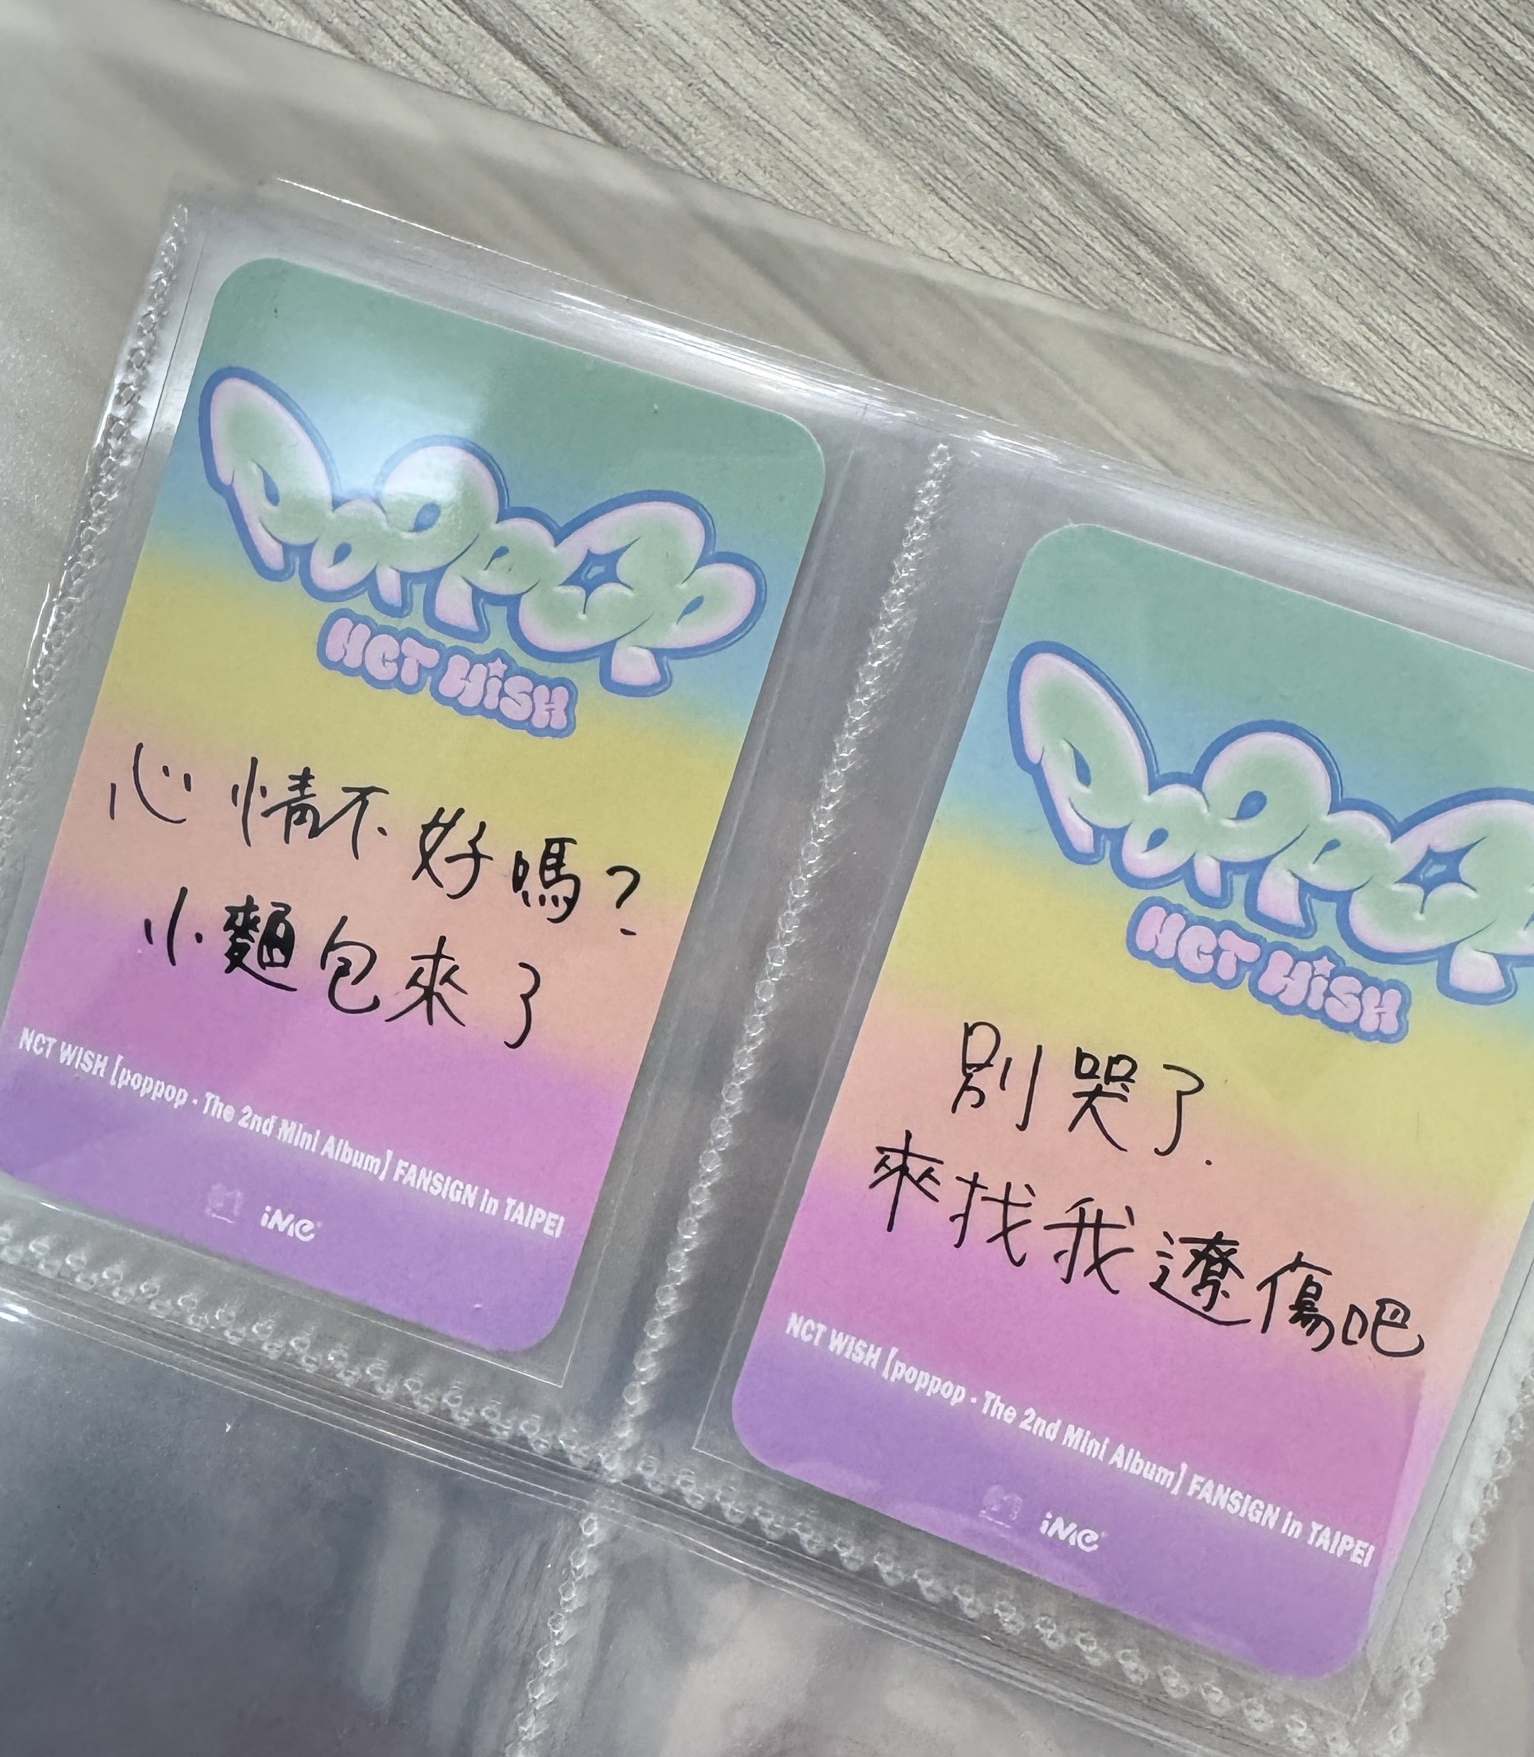 poppop
NCT WISH
心情不好嗎?
小麵包來了
NCT WISH [poppop - The 2nd Mini Album] FANSIGN in TAIPEI
iMe
poppop
NCT WISH
別哭了.
來找我遼傷吧
NCT WISH [poppop - The 2nd Mini Album] FANSIGN in TAIPEI
iMe